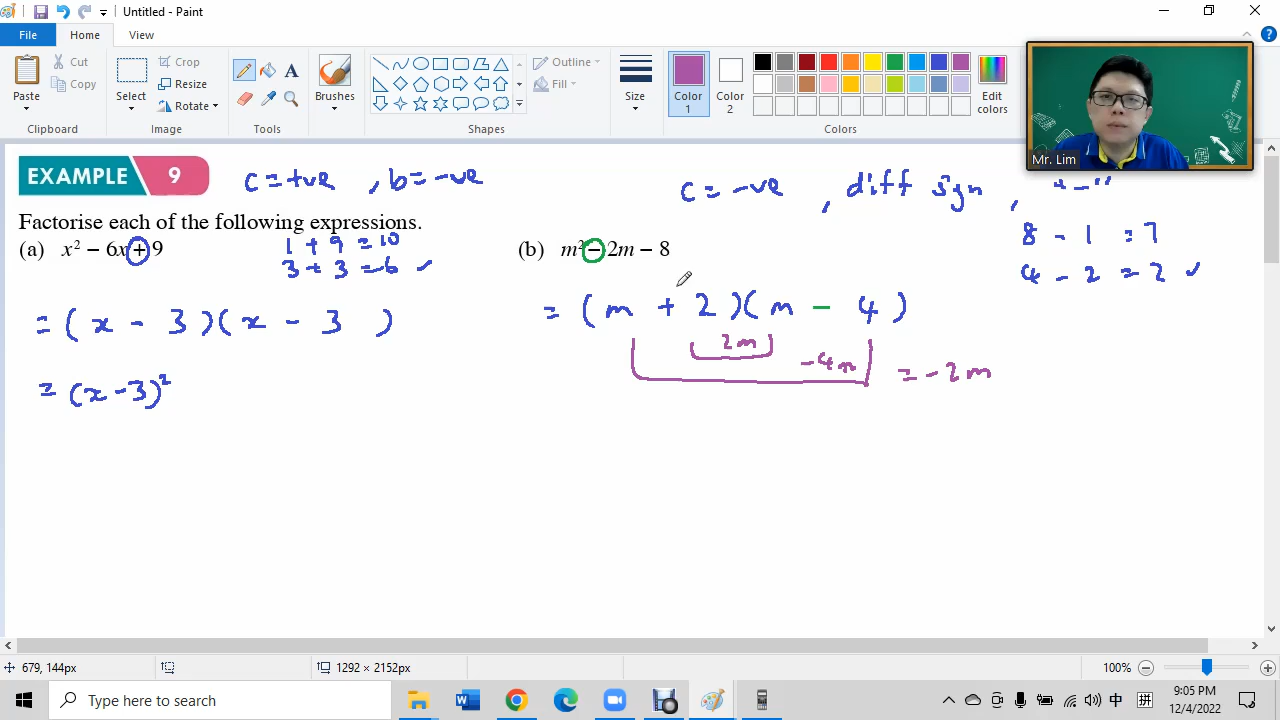 Untitled - Paint
File Home View
Paste Cut Copy Clipboard
Select Crop Resize Rotate Image
Tools
Brushes
Shapes Outline Fill
Size
Color 1 Color 2 Edit colors Colors
Mr. Lim
EXAMPLE 9
c = +ve , b = -ve
c = -ve , diff sign , "-"
Factorise each of the following expressions.
(a) x² − 6x + 9
1 + 9 = 10
3 + 3 = 6 ✓
= (x - 3)(x - 3 )
= (x - 3)²
(b) m² − 2m − 8
8 - 1 = 7
4 - 2 = 2 ✓
= (m + 2)(m - 4 )
2m
-4m
= -2m
679, 144px
1292 × 2152px
100%
Type here to search
中 拼
9:05 PM
12/4/2022